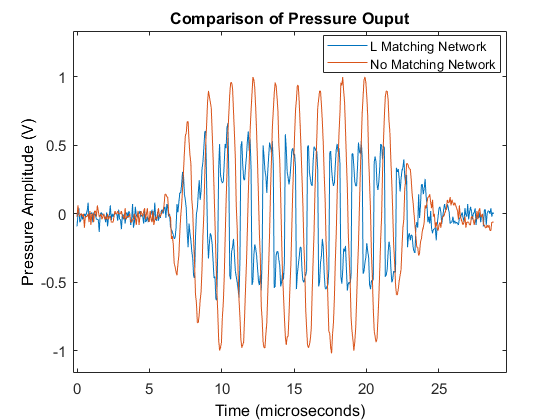 Comparison of Pressure Ouput
L Matching Network
No Matching Network
Pressure Amplitude (V)
1
0.5
0
-0.5
-1
0 5 10 15 20 25
Time (microseconds)